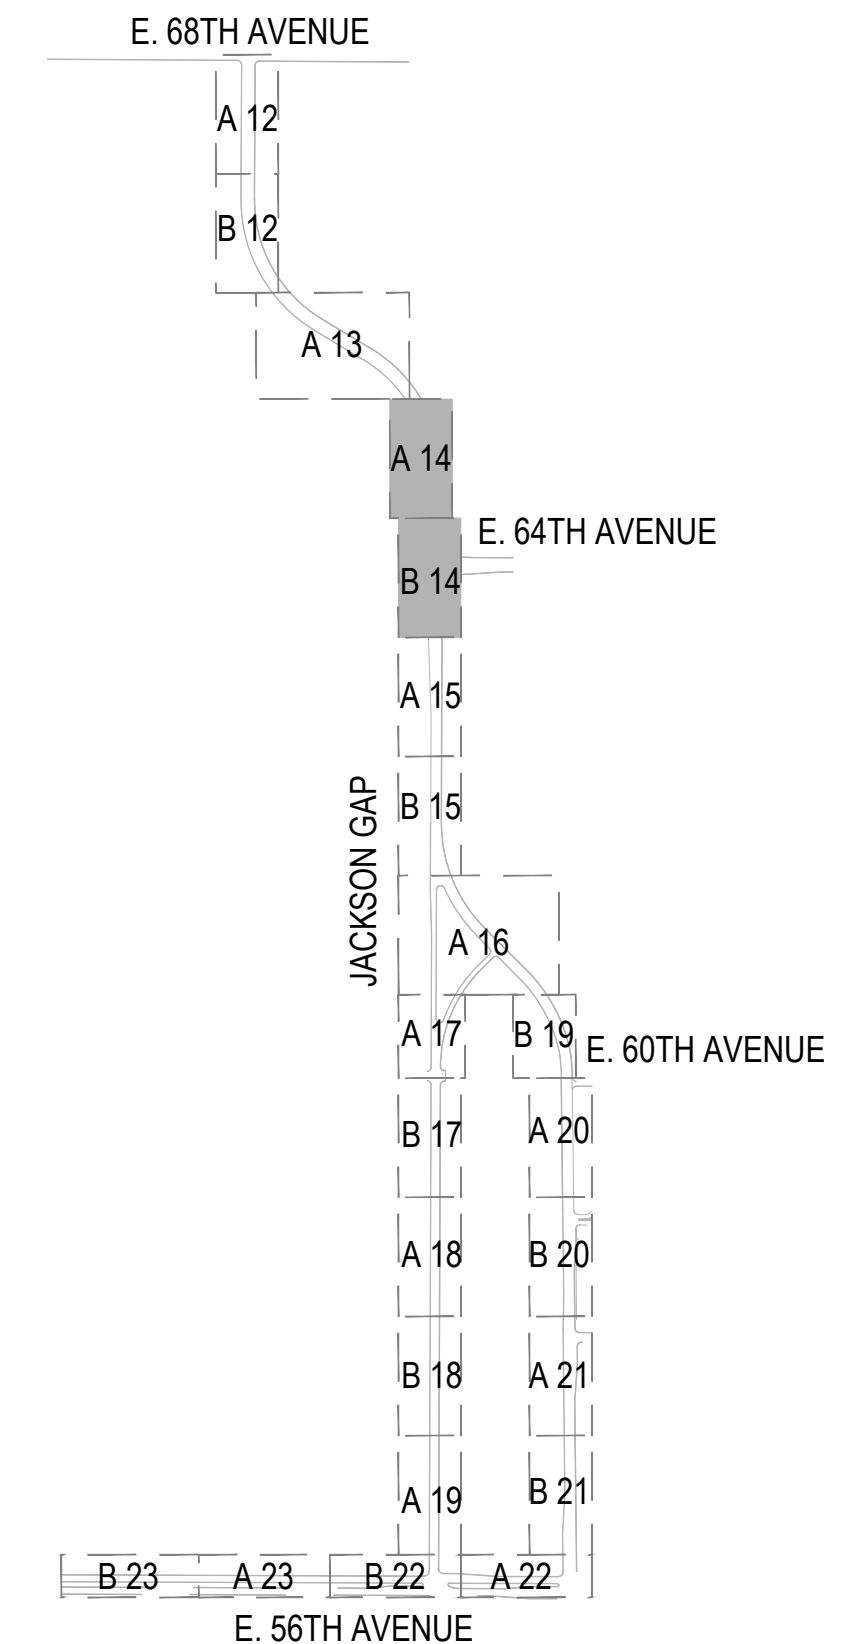 E. 68TH AVENUE
A 12
B 12
A 13
A 14
E. 64TH AVENUE
B 14
A 15
B 15
JACKSON GAP
A 16
A 17
B 19
E. 60TH AVENUE
B 17
A 20
A 18
B 20
B 18
A 21
A 19
B 21
B 23
A 23
B 22
A 22
E. 56TH AVENUE